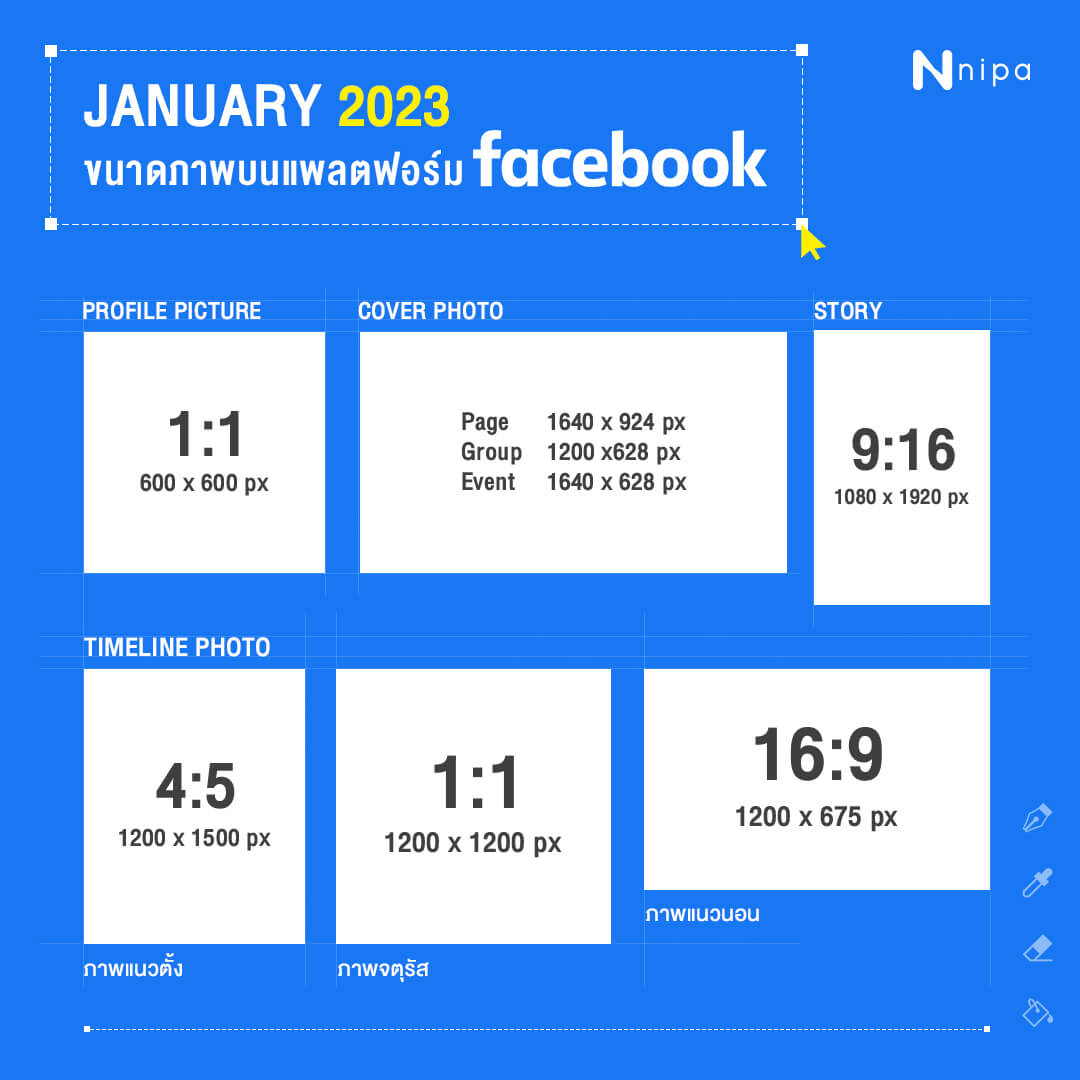 JANUARY 2023
ขนาดภาพบนแพลตฟอร์ม facebook
Nnipa
PROFILE PICTURE
1:1
600 x 600 px
COVER PHOTO
Page 1640 x 924 px
Group 1200 x628 px
Event 1640 x 628 px
STORY
9:16
1080 x 1920 px
TIMELINE PHOTO
4:5
1200 x 1500 px
ภาพแนวตั้ง
1:1
1200 x 1200 px
ภาพจตุรัส
16:9
1200 x 675 px
ภาพแนวนอน